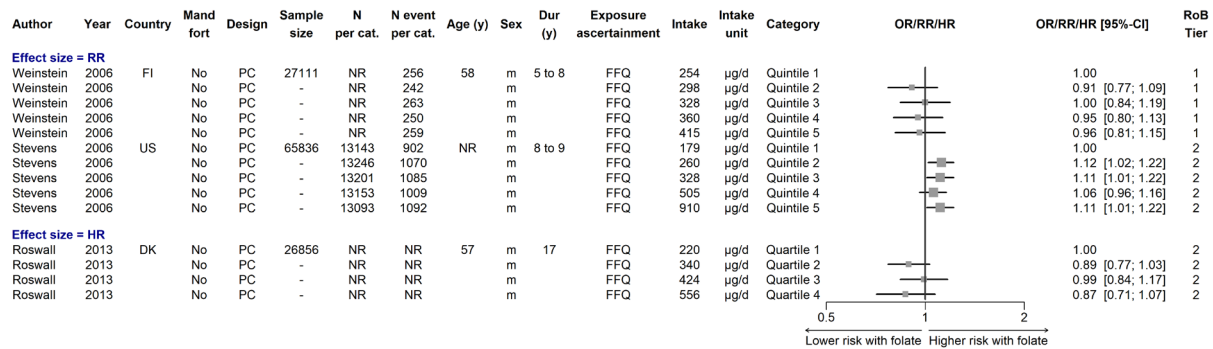 Author Year Country Mand fort Design Sample size N per cat. N event per cat. Age (y) Sex Dur (y) Exposure ascertainment Intake Intake unit Category OR/RR/HR OR/RR/HR [95%-CI] RoB Tier
Effect size = RR
Weinstein 2006 FI No PC 27111 NR 256 58 m 5 to 8 FFQ 254 µg/d Quintile 1 1.00 1
Weinstein 2006 No PC - NR 242 m FFQ 298 µg/d Quintile 2 0.91 [0.77; 1.09] 1
Weinstein 2006 No PC - NR 263 m FFQ 328 µg/d Quintile 3 1.00 [0.84; 1.19] 1
Weinstein 2006 No PC - NR 250 m FFQ 360 µg/d Quintile 4 0.95 [0.80; 1.13] 1
Weinstein 2006 No PC - NR 259 m FFQ 415 µg/d Quintile 5 0.96 [0.81; 1.15] 1
Stevens 2006 US No PC 65836 13143 902 NR m 8 to 9 FFQ 179 µg/d Quintile 1 1.00 2
Stevens 2006 No PC - 13246 1070 m FFQ 260 µg/d Quintile 2 1.12 [1.02; 1.22] 2
Stevens 2006 No PC - 13201 1085 m FFQ 328 µg/d Quintile 3 1.11 [1.01; 1.22] 2
Stevens 2006 No PC - 13153 1009 m FFQ 505 µg/d Quintile 4 1.06 [0.96; 1.16] 2
Stevens 2006 No PC - 13093 1092 m FFQ 910 µg/d Quintile 5 1.11 [1.01; 1.22] 2
Effect size = HR
Roswall 2013 DK No PC 26856 NR NR 57 m 17 FFQ 220 µg/d Quartile 1 1.00 2
Roswall 2013 No PC - NR NR m FFQ 340 µg/d Quartile 2 0.89 [0.77; 1.03] 2
Roswall 2013 No PC - NR NR m FFQ 424 µg/d Quartile 3 0.99 [0.84; 1.17] 2
Roswall 2013 No PC - NR NR m FFQ 556 µg/d Quartile 4 0.87 [0.71; 1.07] 2
0.5 1 2
Lower risk with folate Higher risk with folate